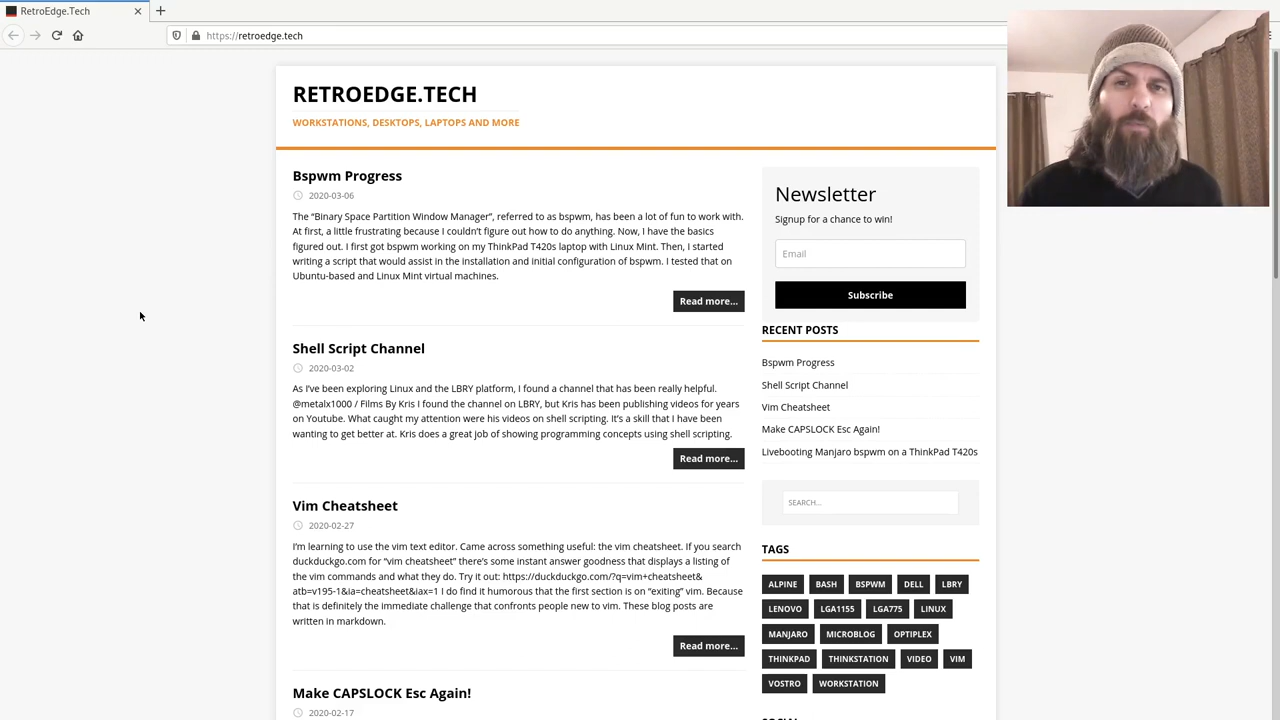 RetroEdge.Tech
https://retroedge.tech
RETROEDGE.TECH
WORKSTATIONS, DESKTOPS, LAPTOPS AND MORE
Bspwm Progress
2020-03-06
The “Binary Space Partition Window Manager”, referred to as bspwm, has been a lot of fun to work with.
At first, a little frustrating because I couldn’t figure out how to do anything. Now, I have the basics
figured out. I first got bspwm working on my ThinkPad T420s laptop with Linux Mint. Then, I started
writing a script that would assist in the installation and initial configuration of bspwm. I tested that on
Ubuntu-based and Linux Mint virtual machines.
Read more...
Shell Script Channel
2020-03-02
As I’ve been exploring Linux and the LBRY platform, I found a channel that has been really helpful.
@metalx1000 / Films By Kris I found the channel on LBRY, but Kris has been publishing videos for years
on Youtube. What caught my attention were his videos on shell scripting. It’s a skill that I have been
wanting to get better at. Kris does a great job of showing programming concepts using shell scripting.
Read more...
Vim Cheatsheet
2020-02-27
I’m learning to use the vim text editor. Came across something useful: the vim cheatsheet. If you search
duckduckgo.com for “vim cheatsheet” there’s some instant answer goodness that displays a listing of
the vim commands and what they do. Try it out: https://duckduckgo.com/?q=vim+cheatsheet&
atb=v195-1&ia=cheatsheet&iax=1 I do find it humorous that the first section is on “exiting” vim. Because
that is definitely the immediate challenge that confronts people new to vim. These blog posts are
written in markdown.
Read more...
Make CAPSLOCK Esc Again!
2020-02-17
Newsletter
Signup for a chance to win!
Email
Subscribe
RECENT POSTS
Bspwm Progress
Shell Script Channel
Vim Cheatsheet
Make CAPSLOCK Esc Again!
Livebooting Manjaro bspwm on a ThinkPad T420s
SEARCH...
TAGS
ALPINE BASH BSPWM DELL LBRY
LENOVO LGA1155 LGA775 LINUX
MANJARO MICROBLOG OPTIPLEX
THINKPAD THINKSTATION VIDEO VIM
VOSTRO WORKSTATION